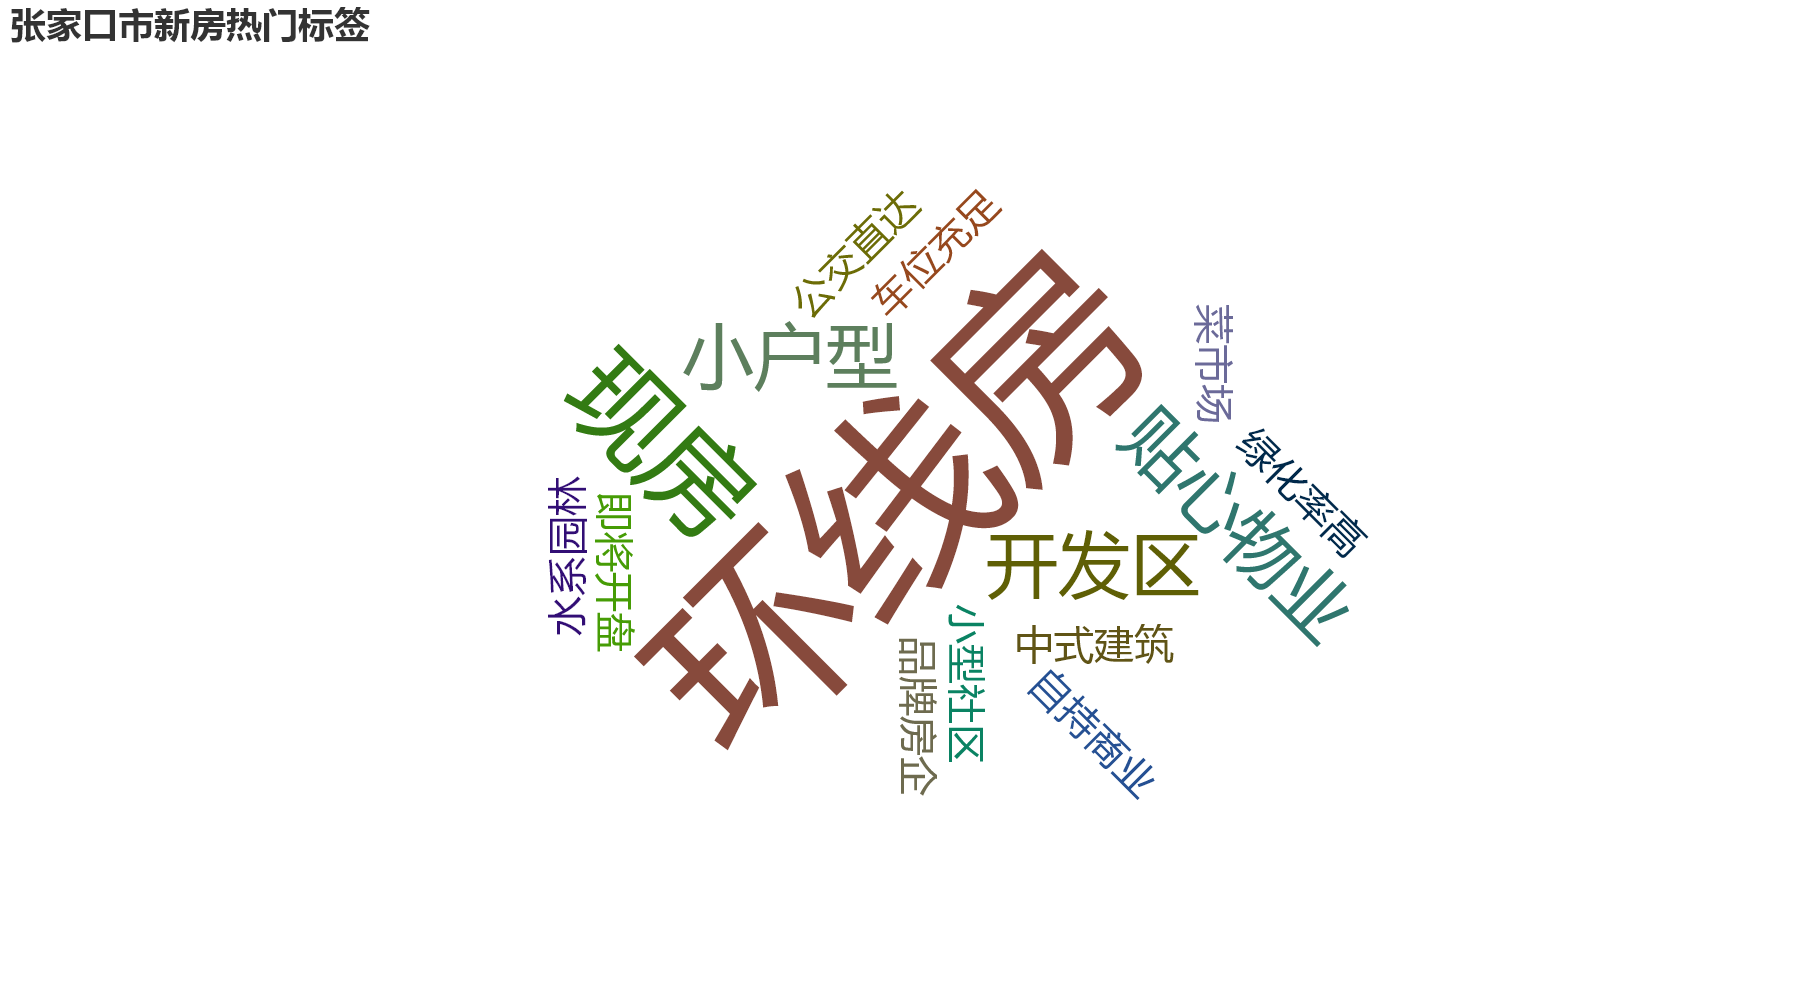 张家口市新房热门标签
公交直达
车位充足
环线房
小户型
现房
菜市场
贴心物业
绿化率高
水系园林
即将开盘
开发区
小型社区
中式建筑
品牌房企
自持商业